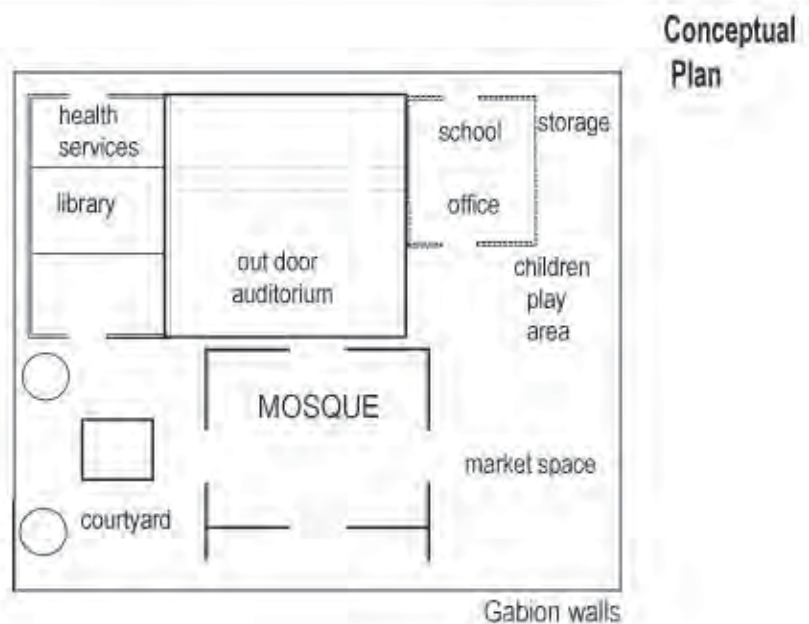 Conceptual
Plan
health
services
library
out door
auditorium
school
office
storage
children
play
area
MOSQUE
market space
courtyard
Gabion walls